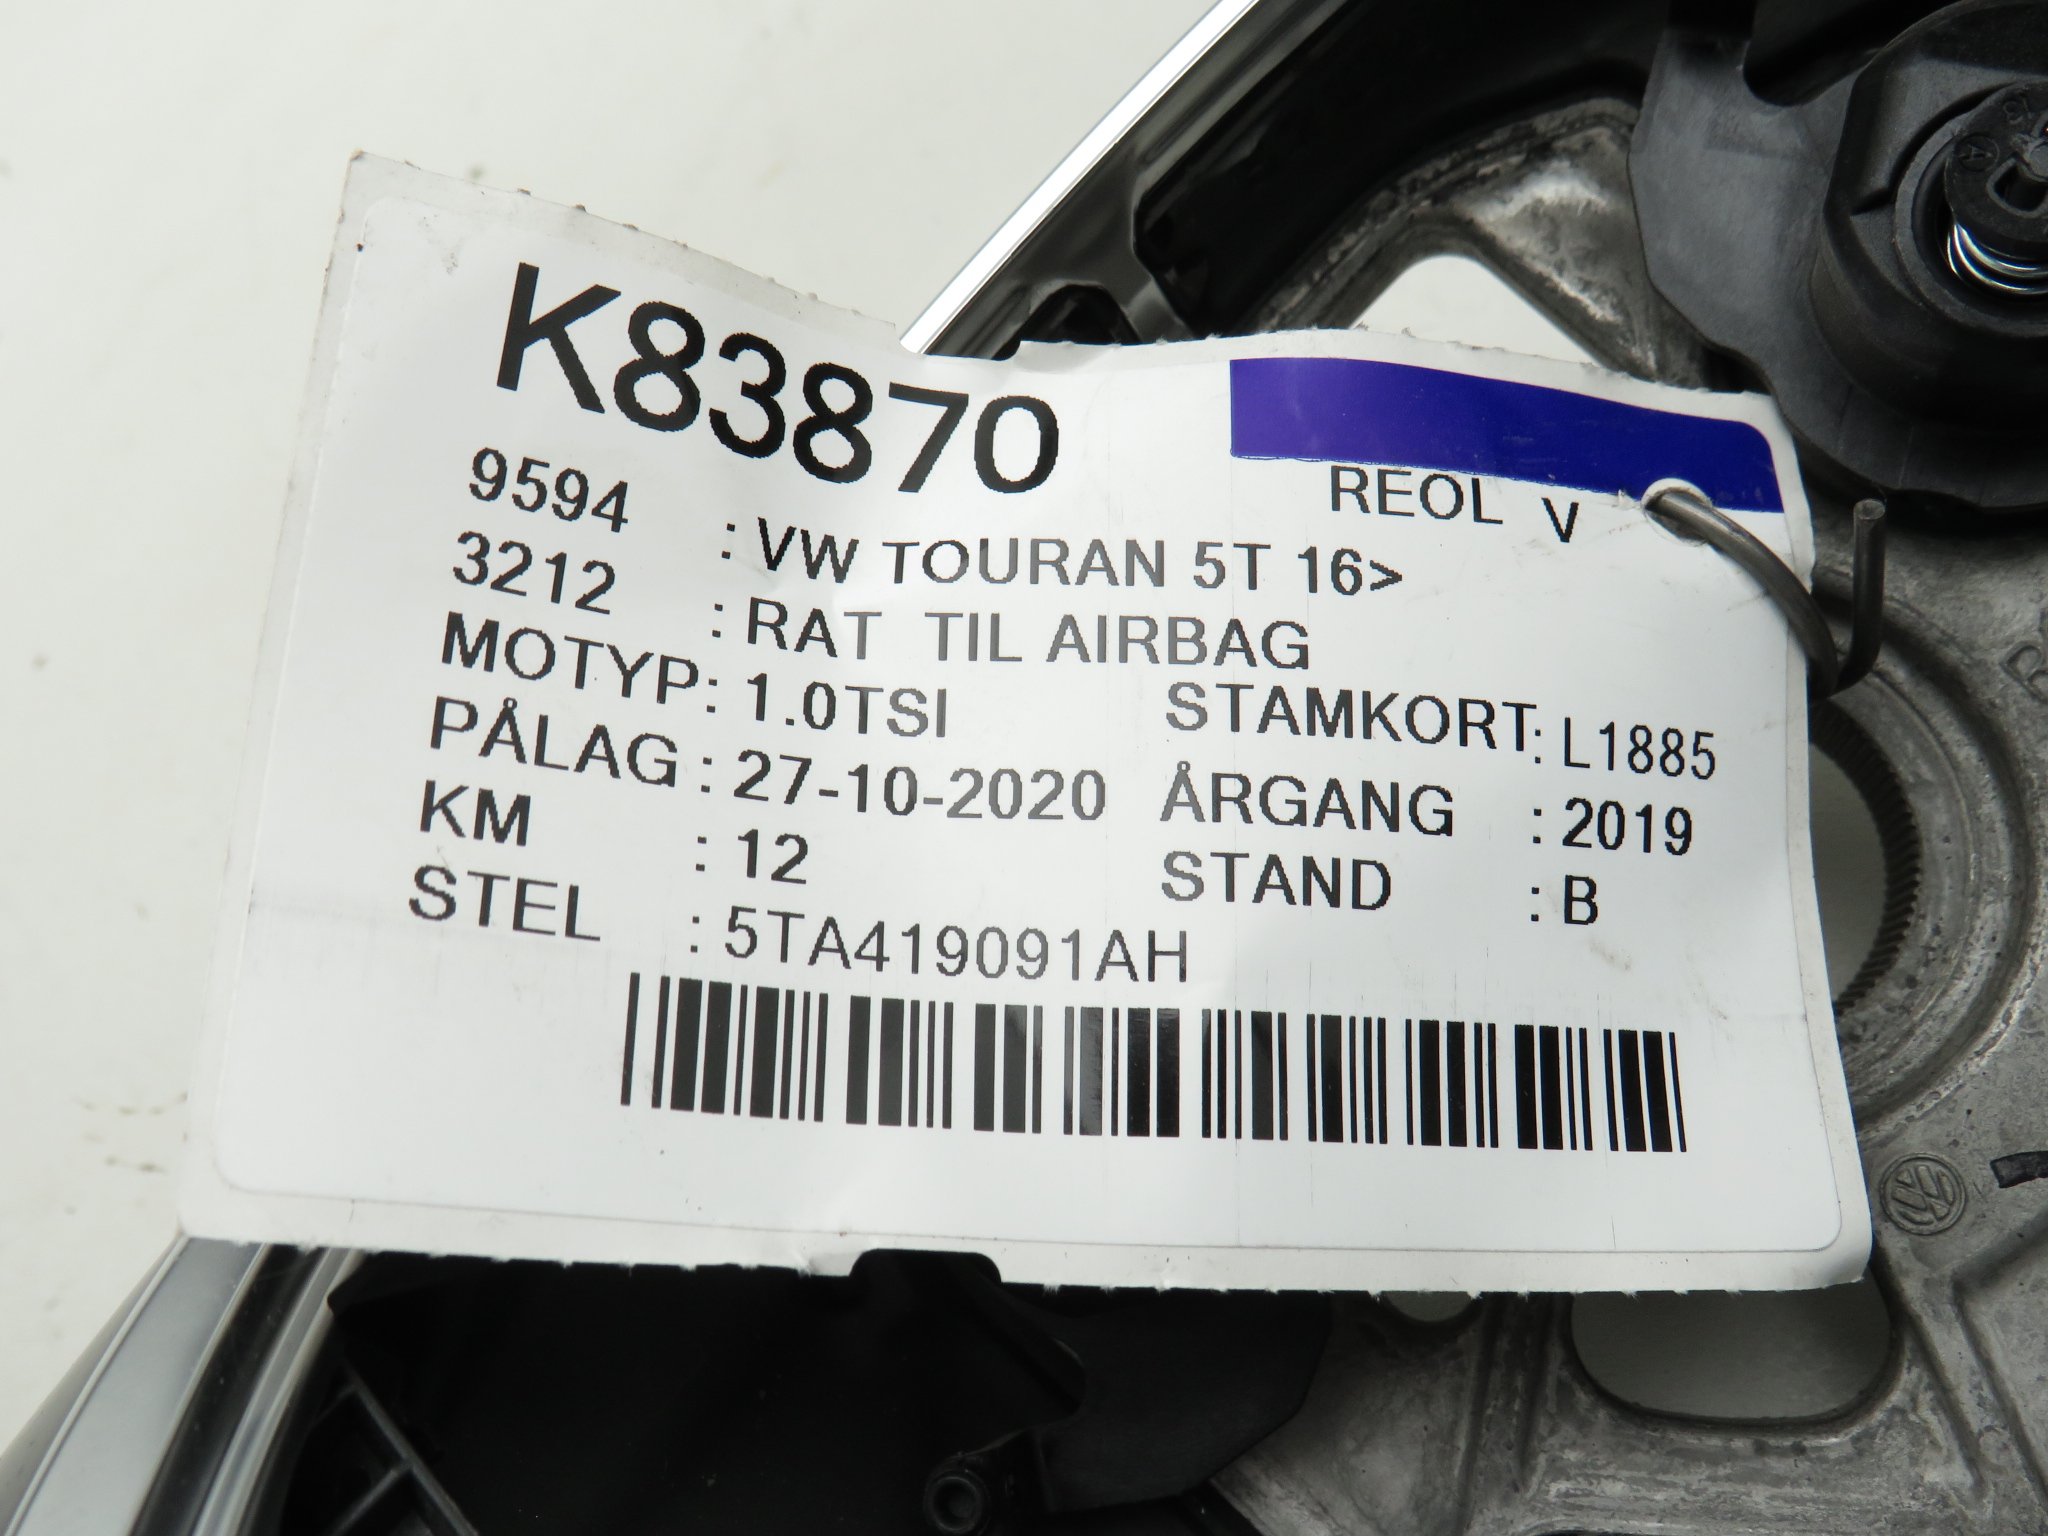 K83870
REOL V
9594 : VW TOURAN 5T 16>
3212 : RAT TIL AIRBAG
MOTYP: 1.0TSI STAMKORT: L1885
PÅLAG : 27-10-2020 ÅRGANG : 2019
KM : 12 STAND : B
STEL : 5TA419091AH